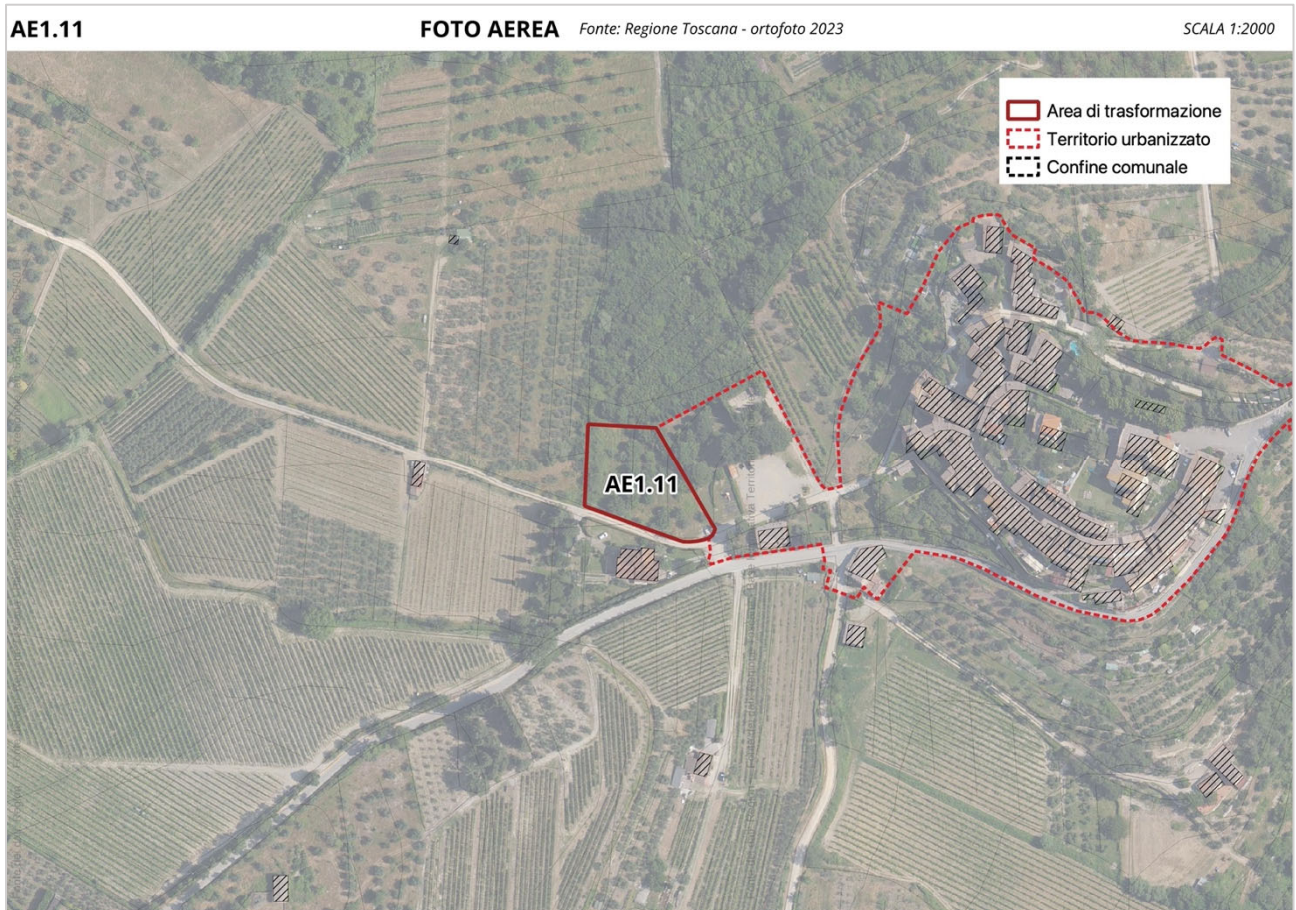 AE1.11 FOTO AEREA Fonte: Regione Toscana - ortofoto 2023 SCALA 1:2000
Area di trasformazione
Territorio urbanizzato
Confine comunale
AE1.11